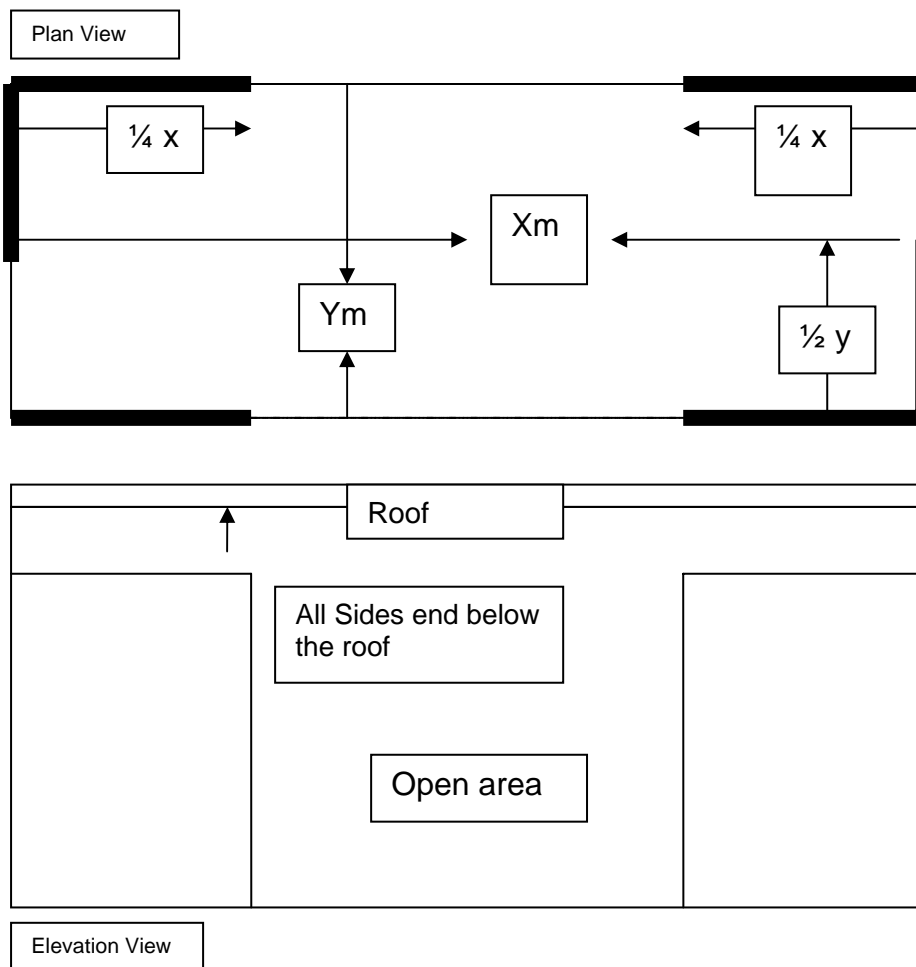 Plan View
¼ x
¼ x
Xm
Ym
½ y
Roof
All Sides end below
the roof
Open area
Elevation View